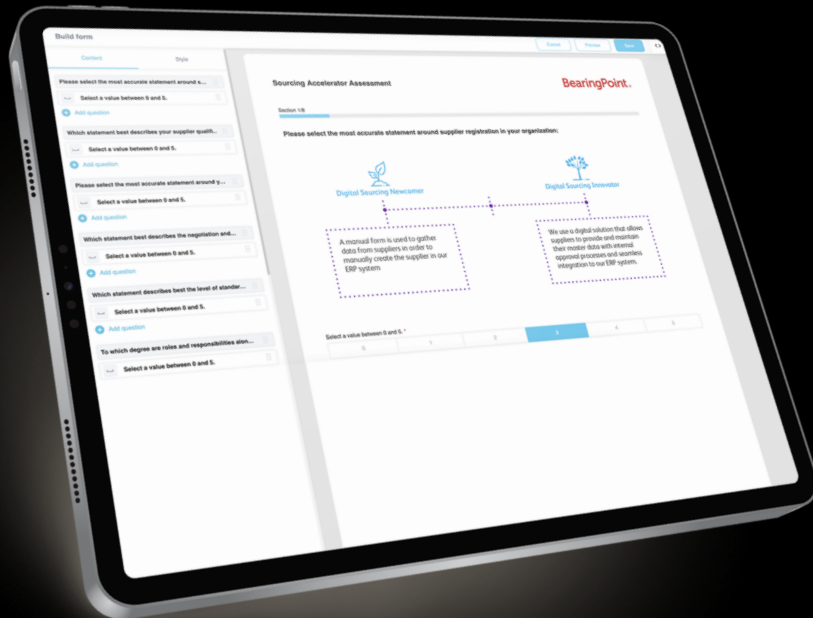 Build form
Cancel
Preview
Save
Content
Style
Please select the most accurate statement around s...
Select a value between 0 and 5.
Add question
Which statement best describes your supplier qualifi...
Select a value between 0 and 5.
Add question
Please select the most accurate statement around y...
Select a value between 0 and 5.
Add question
Which statement best describes the negotiation and...
Select a value between 0 and 5.
Add question
Which statement describes best the level of standar...
Select a value between 0 and 5.
Add question
To which degree are roles and responsibilities alon...
Select a value between 0 and 5.
Sourcing Accelerator Assessment
BearingPoint.
Section 1/6
Please select the most accurate statement around supplier registration in your organization:
Digital Sourcing Newcomer
Digital Sourcing Innovator
A manual form is used to gather
data from suppliers in order to
manually create the supplier in our
ERP system
We use a digital solution that allows
suppliers to provide and maintain
their master data with internal
approval processes and seamless
integration to our ERP system.
Select a value between 0 and 5. *
0
1
2
3
4
5